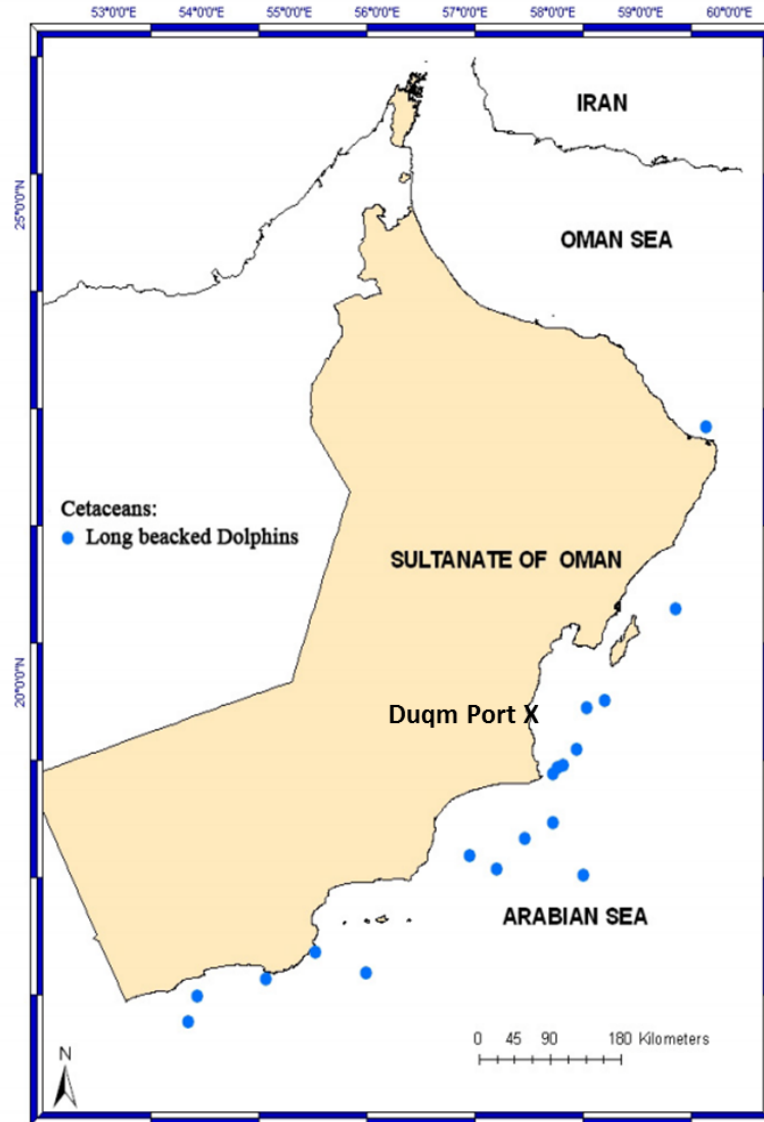 53°0'0"E 54°0'0"E 55°0'0"E 56°0'0"E 57°0'0"E 58°0'0"E 59°0'0"E 60°0'0"E
IRAN
25°0'0"N
OMAN SEA
Cetaceans:
Long beacked Dolphins
SULTANATE OF OMAN
20°0'0"N
Duqm Port X
ARABIAN SEA
N
0 45 90 180 Kilometers